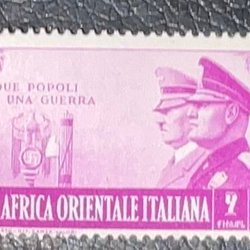 DUE POPOLI
UNA GUERRA
AFRICA ORIENTALE ITALIANA